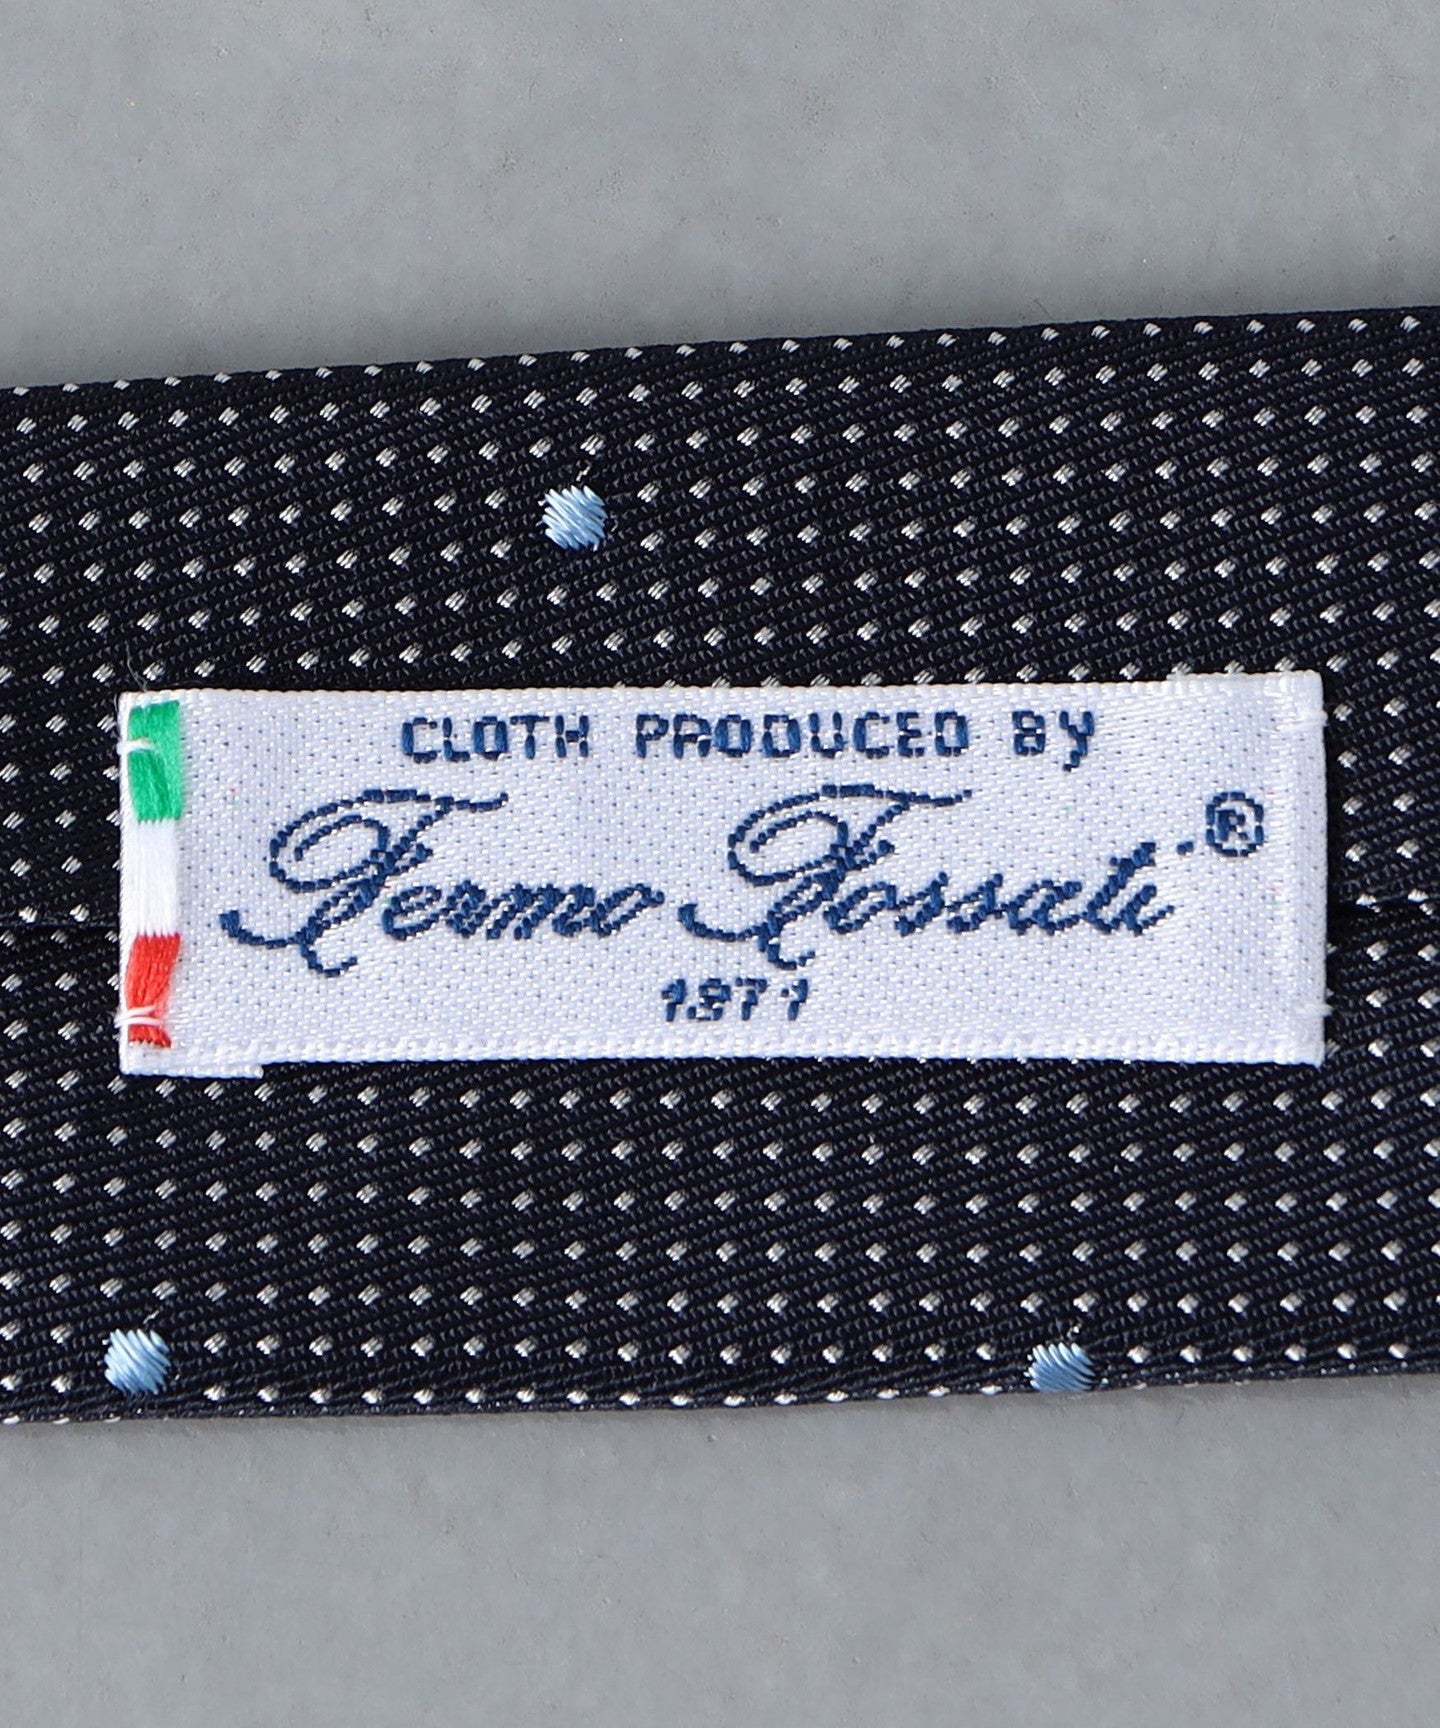 CLOTH PRODUCED BY
Fermo Fossati ®
1871